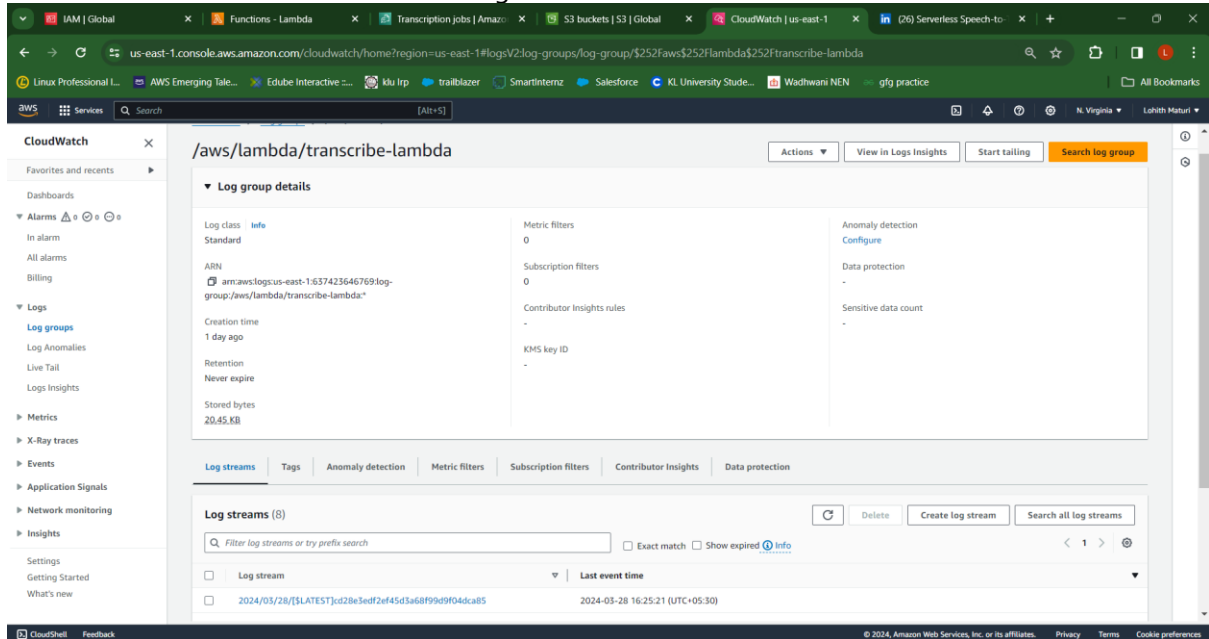 IAM | Global
Functions - Lambda
Transcription jobs | Amazo
S3 buckets | S3 | Global
CloudWatch | us-east-1
(26) Serverless Speech-to-
us-east-1.console.aws.amazon.com/cloudwatch/home?region=us-east-1#logsV2:log-groups/log-group/$252Faws$252Flambda$252Ftranscribe-lambda
Linux Professional I... AWS Emerging Tale... Edube Interactive ::... klu lrp trailblazer SmartInternz Salesforce KL University Stude... Wadhwani NEN gfg practice All Bookmarks
aws Services Search [Alt+S] N. Virginia Lohith Maturi
CloudWatch
Favorites and recents
Dashboards
Alarms 0 0 0
In alarm
All alarms
Billing
Logs
Log groups
Log Anomalies
Live Tail
Logs Insights
Metrics
X-Ray traces
Events
Application Signals
Network monitoring
Insights
Settings
Getting Started
What's new
/aws/lambda/transcribe-lambda
Actions View in Logs Insights Start tailing Search log group
Log group details
Log class Info
Standard
ARN
arn:aws:logs:us-east-1:637423646769:log-
group:/aws/lambda/transcribe-lambda:*
Creation time
1 day ago
Retention
Never expire
Stored bytes
20.45 KB
Metric filters
0
Subscription filters
0
Contributor Insights rules
-
KMS key ID
-
Anomaly detection
Configure
Data protection
-
Sensitive data count
-
Log streams Tags Anomaly detection Metric filters Subscription filters Contributor Insights Data protection
Log streams (8)
Delete Create log stream Search all log streams
Filter log streams or try prefix search
Exact match Show expired Info
1
Log stream Last event time
2024/03/28/[$LATEST]cd28e3edf2ef45d3a68f99d9f04dca85 2024-03-28 16:25:21 (UTC+05:30)
CloudShell Feedback © 2024, Amazon Web Services, Inc. or its affiliates. Privacy Terms Cookie preferences